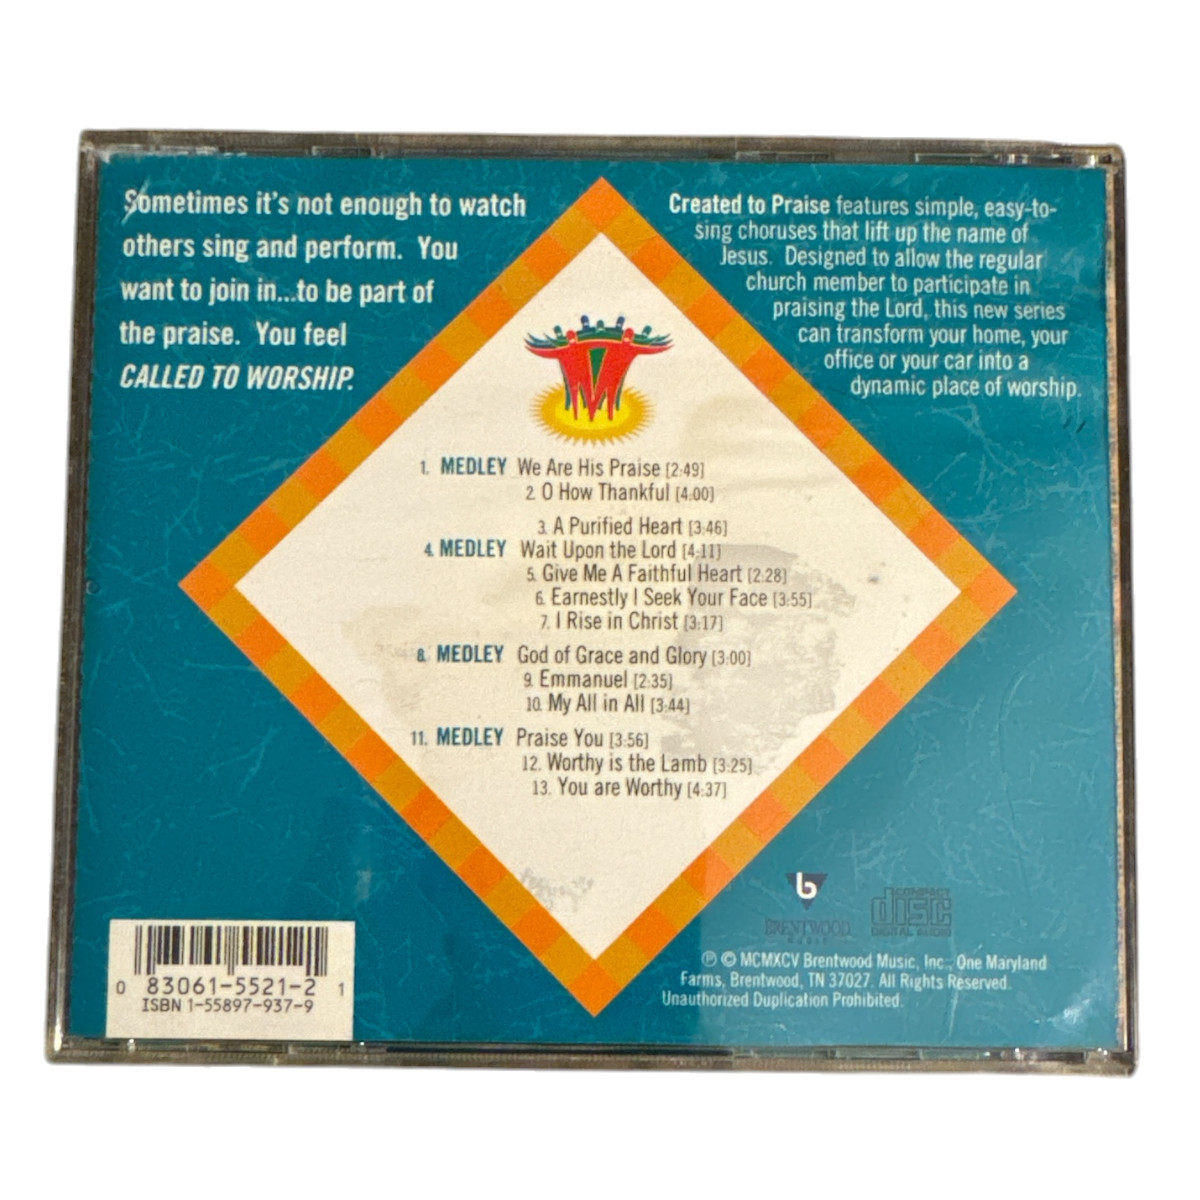 Sometimes it's not enough to watch
others sing and perform. You
want to join in...to be part of
the praise. You feel
CALLED TO WORSHIP.
Created to Praise features simple, easy-to-
sing choruses that lift up the name of
Jesus. Designed to allow the regular
church member to participate in
praising the Lord, this new series
can transform your home, your
office or your car into a
dynamic place of worship.
1. MEDLEY We Are His Praise [2:49]
2. O How Thankful [4:00]
3. A Purified Heart [3:46]
4. MEDLEY Wait Upon the Lord [4:11]
5. Give Me A Faithful Heart [2:28]
6. Earnestly I Seek Your Face [3:55]
7. I Rise in Christ [3:17]
8. MEDLEY God of Grace and Glory [3:00]
9. Emmanuel [2:35]
10. My All in All [3:44]
11. MEDLEY Praise You [3:56]
12. Worthy is the Lamb [3:25]
13. You are Worthy [4:37]
b
BRENTWOOD
MUSIC
COMPACT
disc
DIGITAL AUDIO
℗ © MCMXCV Brentwood Music, Inc., One Maryland
Farms, Brentwood, TN 37027. All Rights Reserved.
Unauthorized Duplication Prohibited.
0 83061-5521-2 1
ISBN 1-55897-937-9